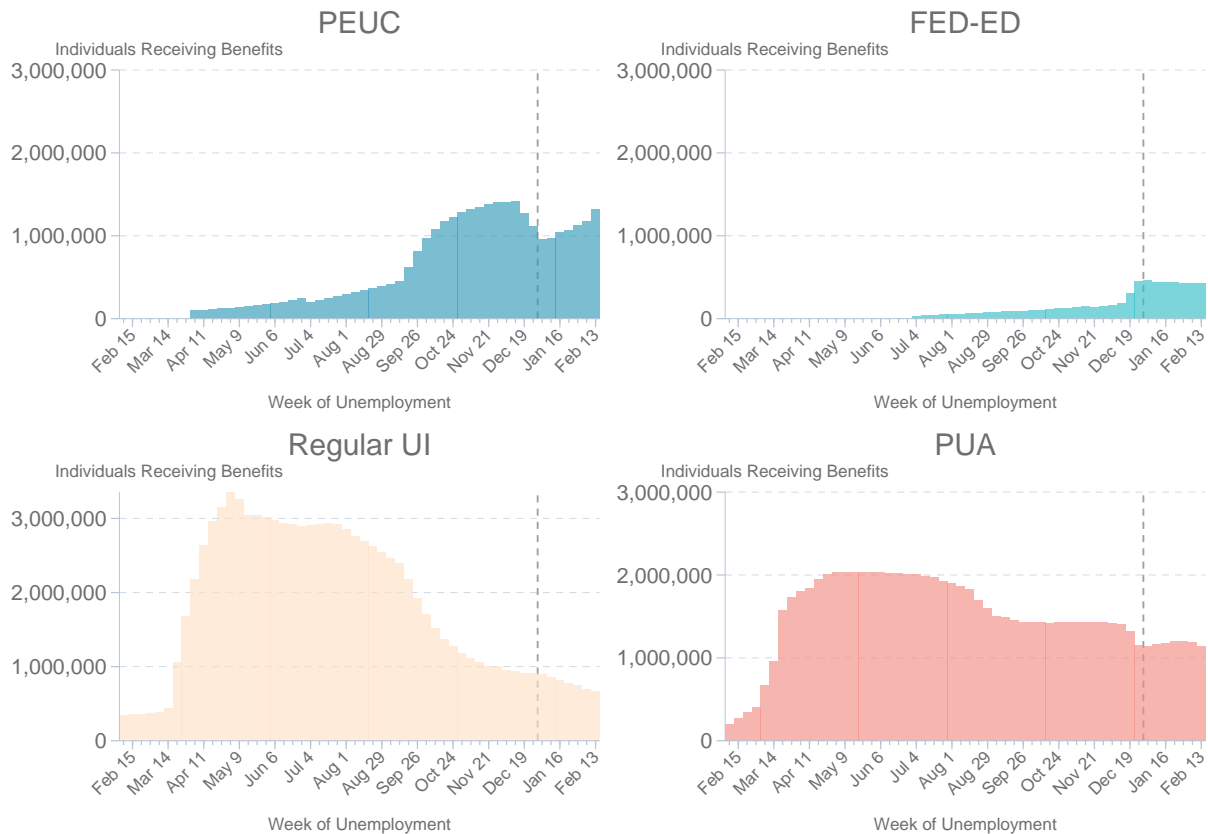 PEUC
Individuals Receiving Benefits
3,000,000
2,000,000
1,000,000
0
Feb 15 Mar 14 Apr 11 May 9 Jun 6 Jul 4 Aug 1 Aug 29 Sep 26 Oct 24 Nov 21 Dec 19 Jan 16 Feb 13
Week of Unemployment
FED-ED
Individuals Receiving Benefits
3,000,000
2,000,000
1,000,000
0
Feb 15 Mar 14 Apr 11 May 9 Jun 6 Jul 4 Aug 1 Aug 29 Sep 26 Oct 24 Nov 21 Dec 19 Jan 16 Feb 13
Week of Unemployment
Regular UI
Individuals Receiving Benefits
3,000,000
2,000,000
1,000,000
0
Feb 15 Mar 14 Apr 11 May 9 Jun 6 Jul 4 Aug 1 Aug 29 Sep 26 Oct 24 Nov 21 Dec 19 Jan 16 Feb 13
Week of Unemployment
PUA
Individuals Receiving Benefits
3,000,000
2,000,000
1,000,000
0
Feb 15 Mar 14 Apr 11 May 9 Jun 6 Jul 4 Aug 1 Aug 29 Sep 26 Oct 24 Nov 21 Dec 19 Jan 16 Feb 13
Week of Unemployment